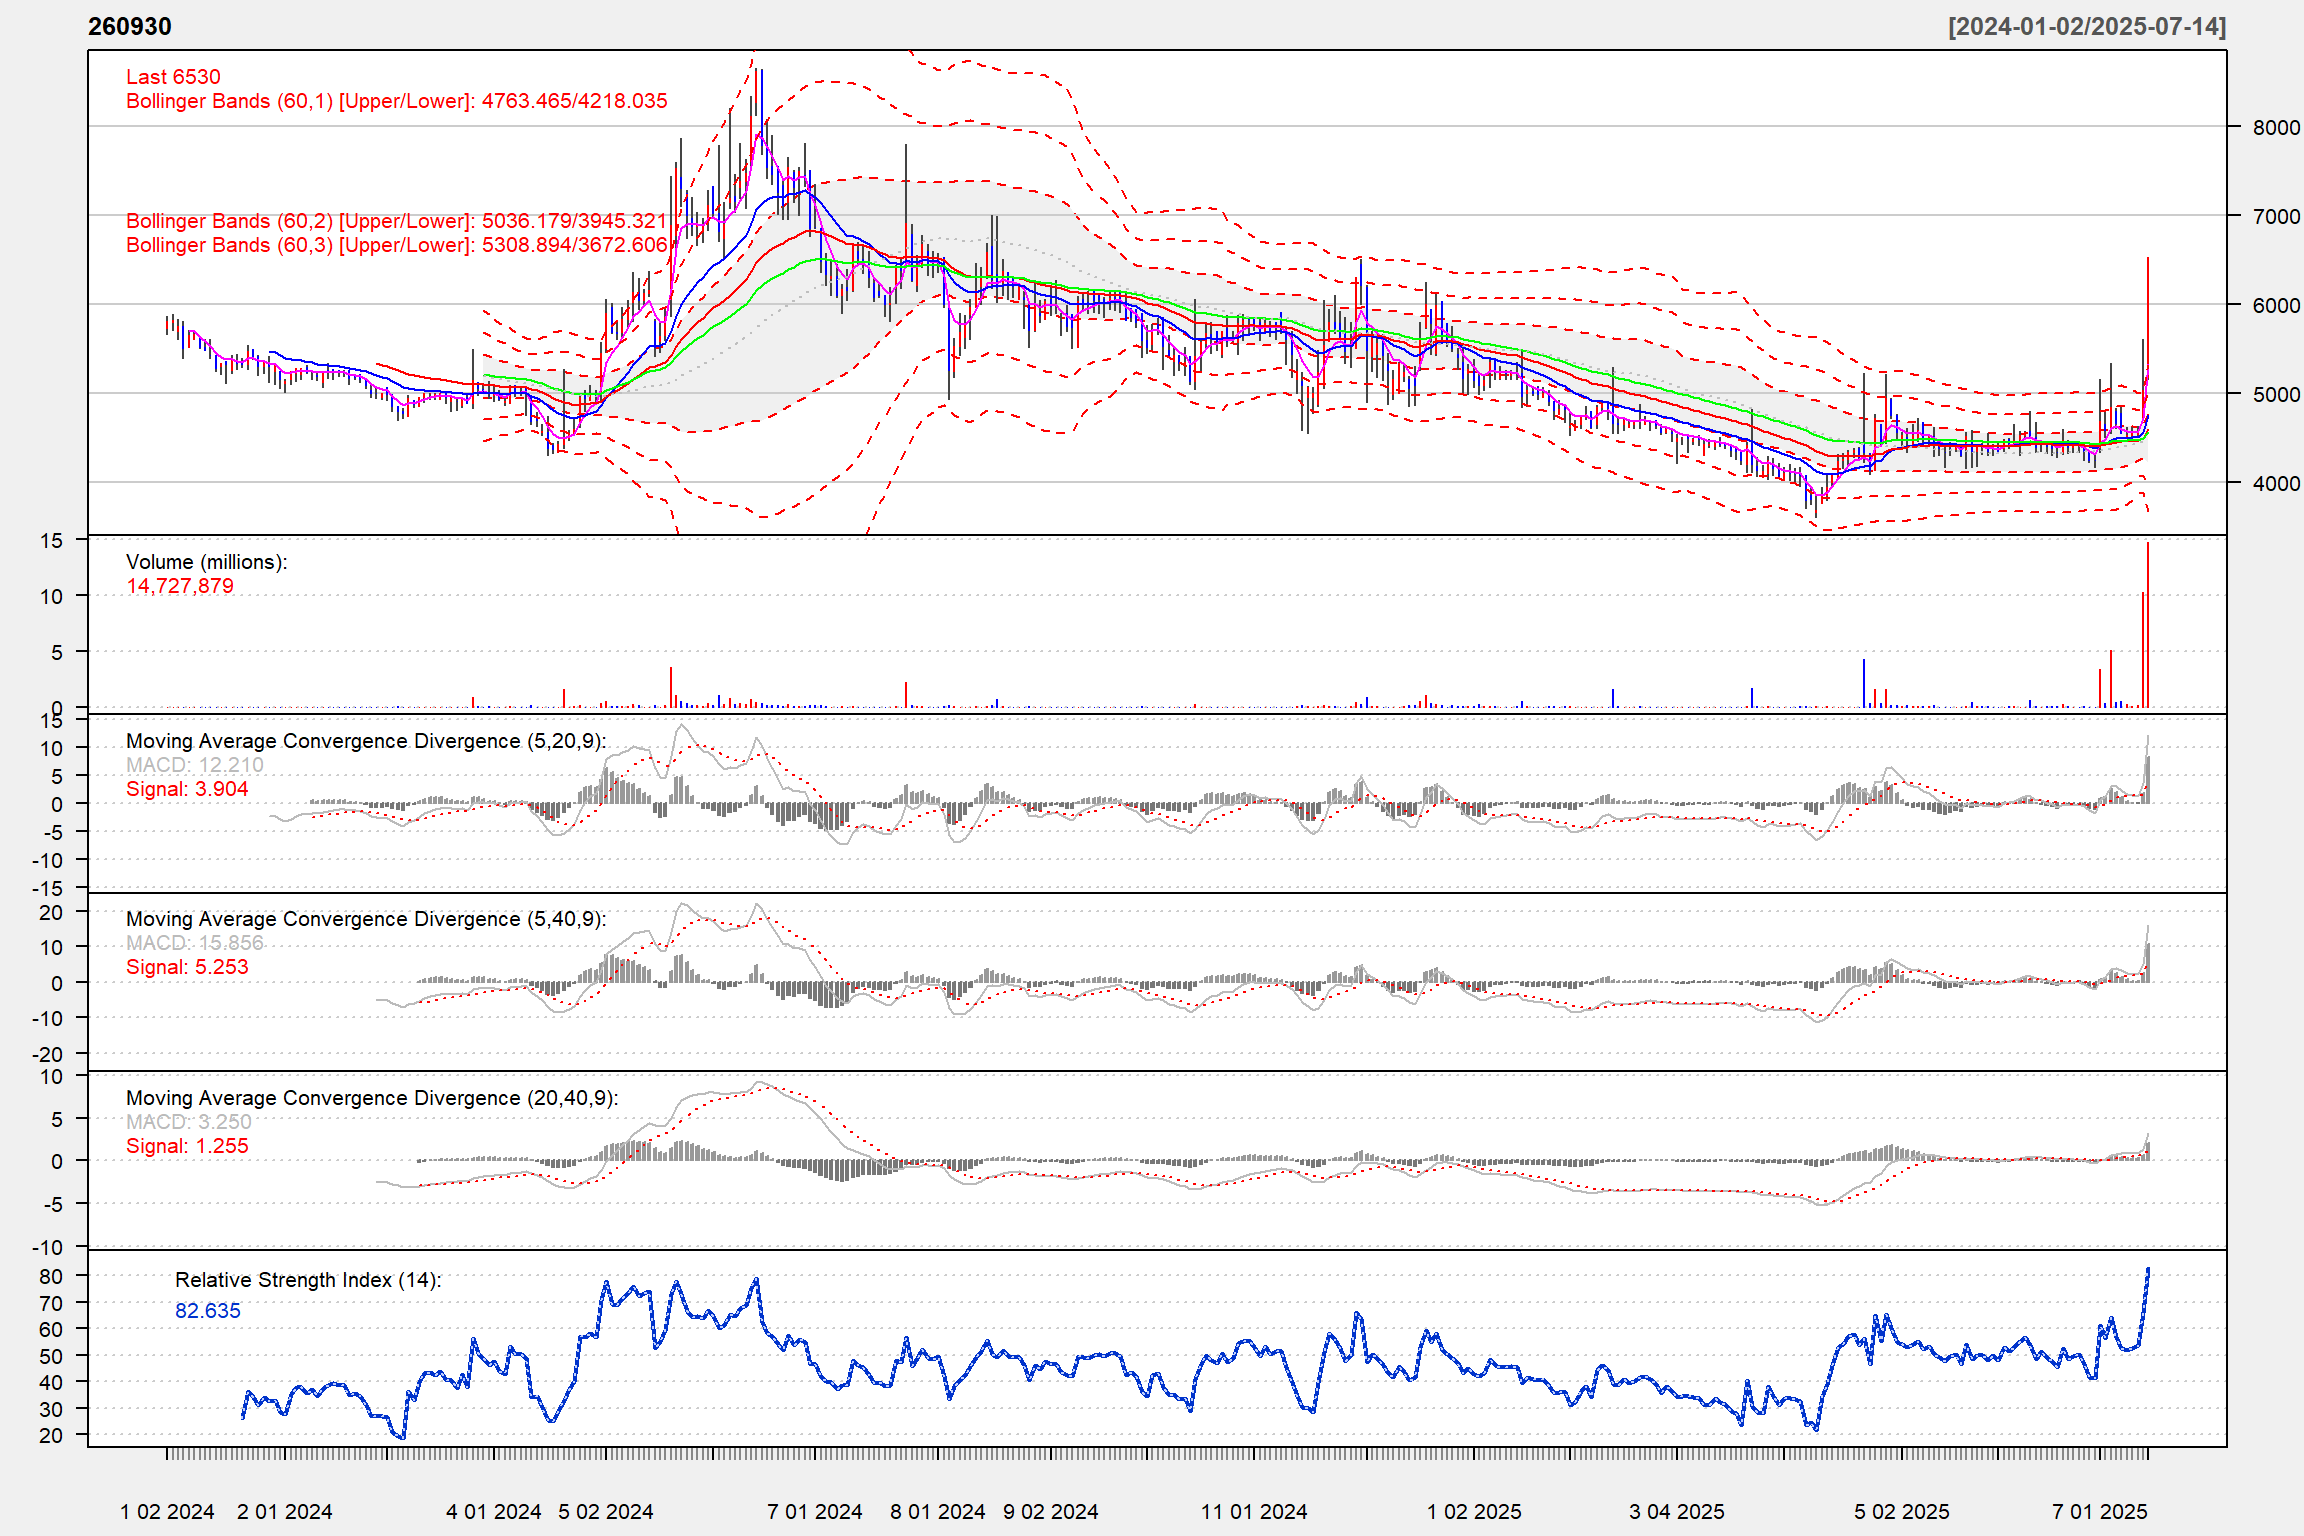 260930
[2024-01-02/2025-07-14]
Last 6530
Bollinger Bands (60,1) [Upper/Lower]: 4763.465/4218.035
8000
7000
Bollinger Bands (60,2) [Upper/Lower]: 5036.179/3945.321
Bollinger Bands (60,3) [Upper/Lower]: 5308.894/3672.606
6000
5000
4000
15
Volume (millions):
14,727,879
10
5
0
15
Moving Average Convergence Divergence (5,20,9):
10
MACD: 12.210
5
Signal: 3.904
0
-5
-10
-15
20
Moving Average Convergence Divergence (5,40,9):
10
MACD: 15.856
Signal: 5.253
0
-10
-20
10
Moving Average Convergence Divergence (20,40,9):
5
MACD: 3.250
Signal: 1.255
0
-5
-10
80
Relative Strength Index (14):
70
82.635
60
50
40
30
20
1 02 2024 2 01 2024 4 01 2024 5 02 2024 7 01 2024 8 01 2024 9 02 2024 11 01 2024 1 02 2025 3 04 2025 5 02 2025 7 01 2025